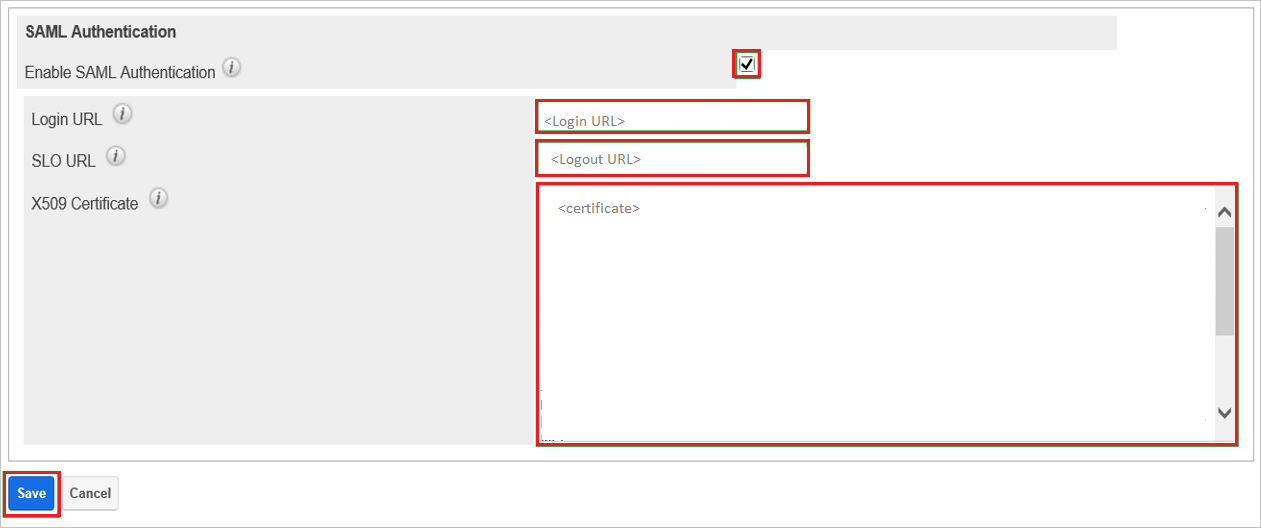 SAML Authentication
Enable SAML Authentication
Login URL
<Login URL>
SLO URL
<Logout URL>
X509 Certificate
<certificate>
Save
Cancel